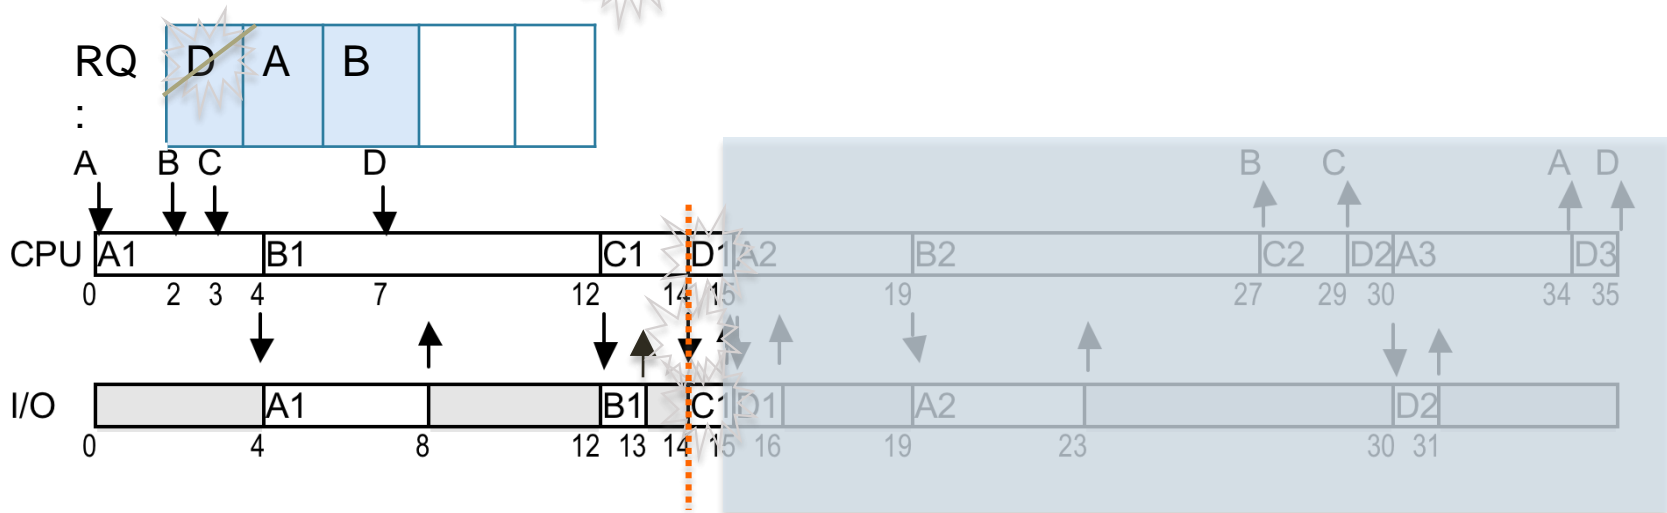 RQ D A B
:
A B C D B C A D
CPU A1 B1 C1 D1 A2 B2 C2 D2 A3 D3
0 2 3 4 7 12 14 15 19 27 29 30 34 35
I/O A1 B1 C1 D1 A2 D2
0 4 8 12 13 14 15 16 19 23 30 31